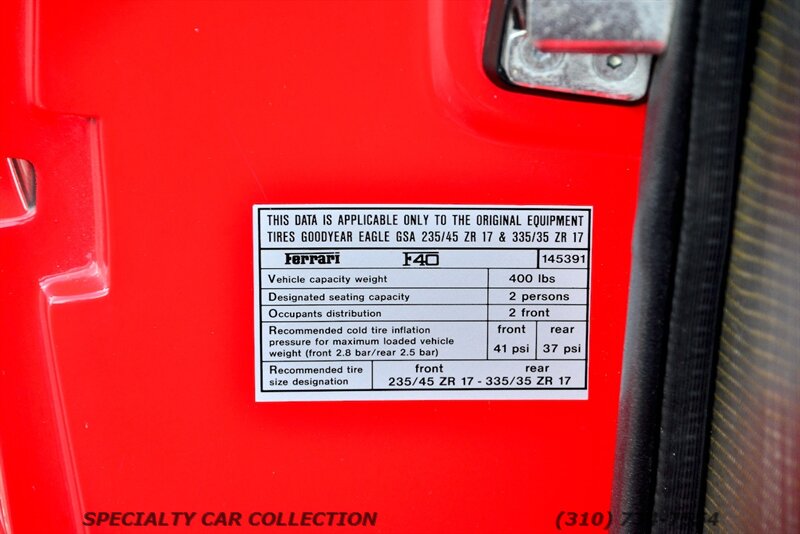 THIS DATA IS APPLICABLE ONLY TO THE ORIGINAL EQUIPMENT
TIRES GOODYEAR EAGLE GSA 235/45 ZR 17 & 335/35 ZR 17
Ferrari F40 145391
Vehicle capacity weight 400 lbs
Designated seating capacity 2 persons
Occupants distribution 2 front
Recommended cold tire inflation front rear
pressure for maximum loaded vehicle
weight (front 2.8 bar/rear 2.5 bar) 41 psi 37 psi
Recommended tire front rear
size designation 235/45 ZR 17 - 335/35 ZR 17
SPECIALTY CAR COLLECTION (310)